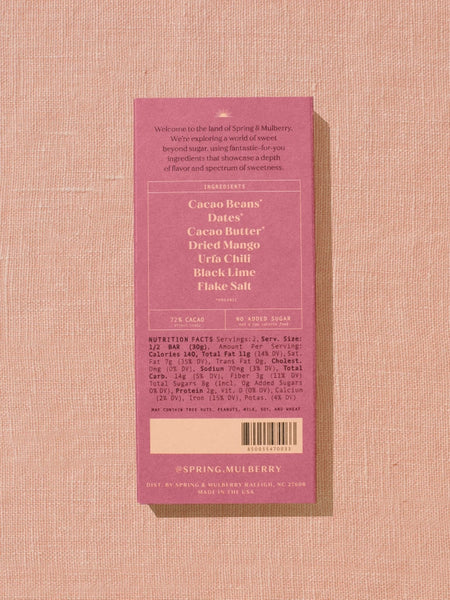 Welcome to the land of Spring & Mulberry.
We're exploring a world of sweet
beyond sugar, using fantastic-for-you
ingredients that showcase a depth
of flavor and spectrum of sweetness.
INGREDIENTS
Cacao Beans*
Dates*
Cacao Butter*
Dried Mango
Urfa Chili
Black Lime
Flake Salt
*ORGANIC
72% CACAO
NO ADDED SUGAR
NOT A LOW CALORIE FOOD
NUTRITION FACTS Servings: 2, Serv. Size:
1/2 BAR (30g), Amount Per Serving:
Calories 140, Total Fat 11g (14% DV), Sat.
Fat 7g (35% DV), Trans Fat 0g, Cholest.
0mg (0% DV), Sodium 70mg (3% DV), Total
Carb. 14g (5% DV), Fiber 3g (11% DV)
Total Sugars 8g (incl. 0g Added Sugars
0% DV), Protein 2g, Vit. D (0% DV) Calcium
(2% DV), Iron (15% DV), Potas. (4% DV)
MAY CONTAIN TREE NUTS, PEANUTS, MILK, SOY, AND WHEAT
850035470033
@SPRING.MULBERRY
DIST. BY SPRING & MULBERRY RALEIGH, NC 27608
MADE IN THE USA